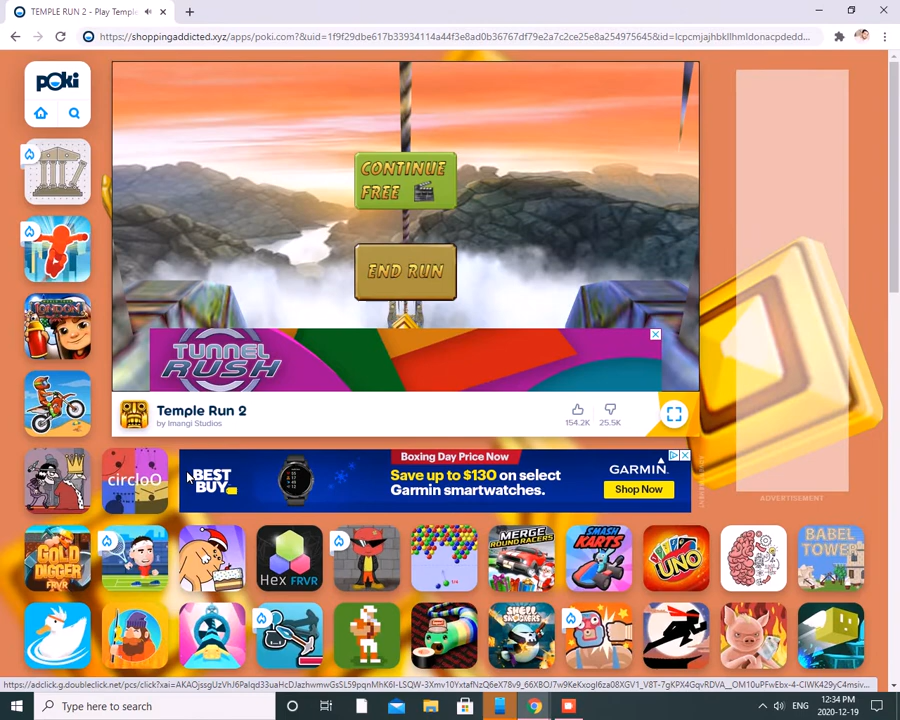 TEMPLE RUN 2 - Play Temple
https://shoppingaddicted.xyz/apps/poki.com?&uid=1f9f29dbe617b33934114a44f3e8ad0b36767df79e2a7c2ce25e8a254975645&id=lcpcmjajhbkllhmldonacpdedd...
poki
CONTINUE
FREE
END RUN
TUNNEL
RUSH
Temple Run 2
by Imangi Studios
154.2K
25.5K
LONDON
circloO
BEST
BUY
Boxing Day Price Now
Save up to $130 on select
Garmin smartwatches.
GARMIN.
Shop Now
ADVERTISEMENT
GOLD
DIGGER
FRVR
Hex FRVR
MERGE
ROUND RACERS
SMASH
KARTS
UNO
BABEL
TOWER
SHELL
SHOCKERS
Type here to search
ENG
12:34 PM
2020-12-19